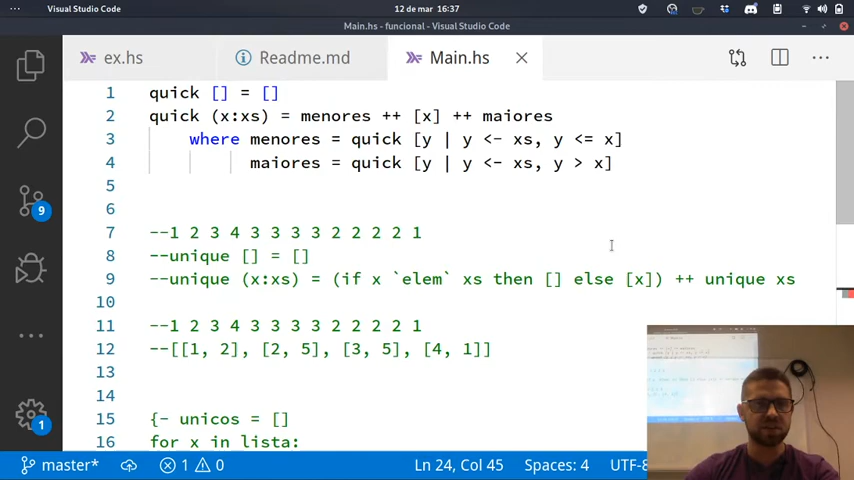 Visual Studio Code
12 de mar 16:37
Main.hs - funcional - Visual Studio Code
ex.hs
Readme.md
Main.hs
1 quick [] = []
2 quick (x:xs) = menores ++ [x] ++ maiores
3 where menores = quick [y | y <- xs, y <= x]
4 maiores = quick [y | y <- xs, y > x]
5
6
7 --1 2 3 4 3 3 3 3 2 2 2 2 1
8 --unique [] = []
9 --unique (x:xs) = (if x `elem` xs then [] else [x]) ++ unique xs
10
11 --1 2 3 4 3 3 3 3 2 2 2 2 1
12 --[[1, 2], [2, 5], [3, 5], [4, 1]]
13
14
15 {- unicos = []
16 for x in lista:
9
1
master*
1
0
Ln 24, Col 45
Spaces: 4